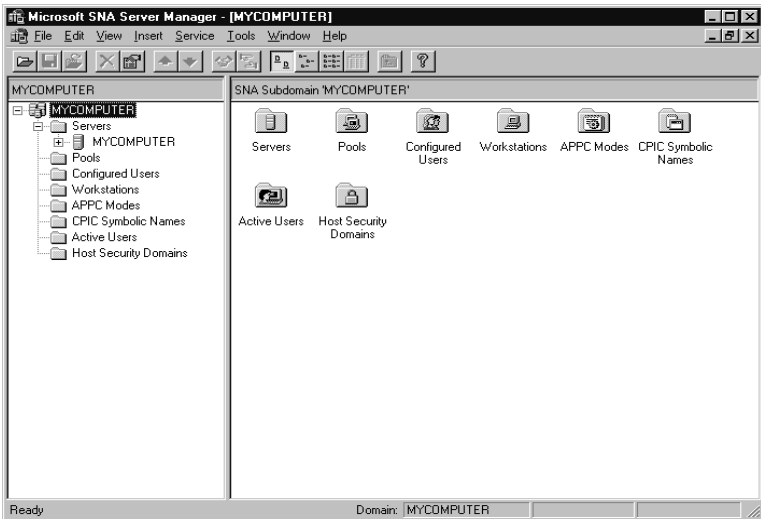 Microsoft SNA Server Manager - [MYCOMPUTER]
File Edit View Insert Service Tools Window Help
MYCOMPUTER
SNA Subdomain 'MYCOMPUTER'
MYCOMPUTER
Servers
MYCOMPUTER
Pools
Configured Users
Workstations
APPC Modes
CPIC Symbolic Names
Active Users
Host Security Domains
Servers
Pools
Configured
Users
Workstations
APPC Modes
CPIC Symbolic
Names
Active Users
Host Security
Domains
Ready
Domain: MYCOMPUTER